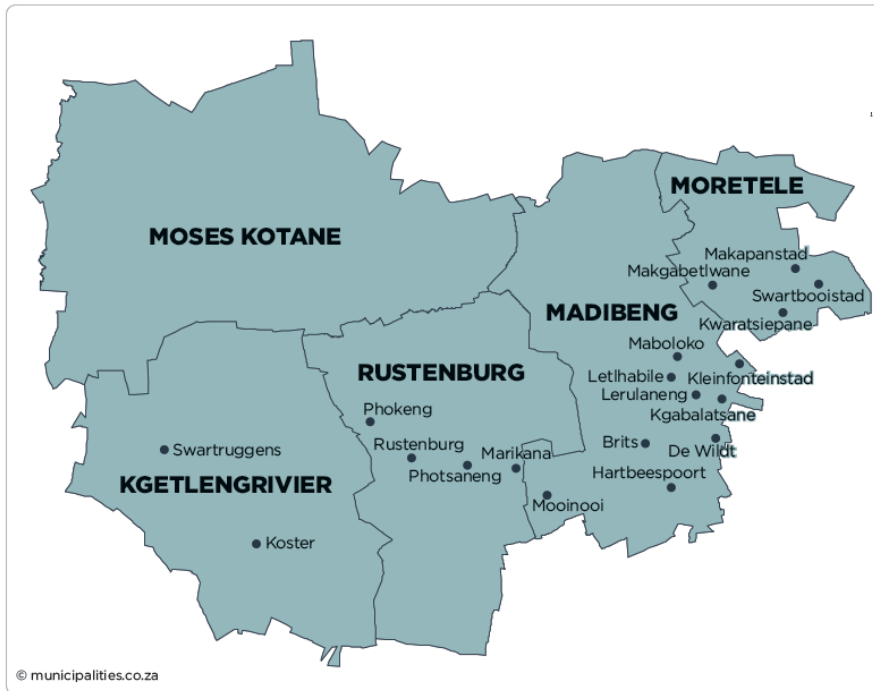 MORETELE
MOSES KOTANE
Makapanstad
Makgabetlwane
Swartbooistad
MADIBENG
Kwaratsiepane
Maboloko
RUSTENBURG
Letlhabile
Kleinfonteinstad
Lerulaneng
Phokeng
Kgabalatsane
Swartruggens
Rustenburg
Marikana
Brits
De Wildt
Photsaneng
Hartbeespoort
KGETLENGRIVIER
Mooinooi
Koster
© municipalities.co.za
1